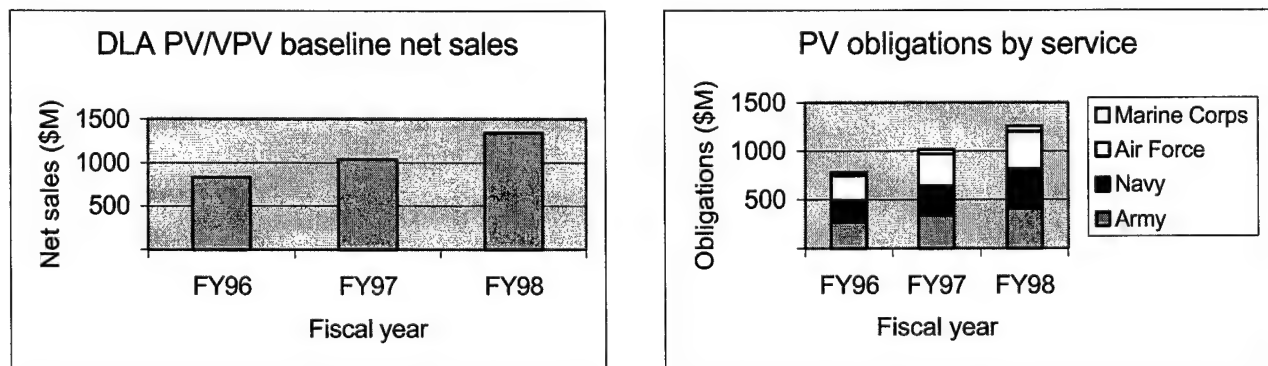 DLA PV/VPV baseline net sales
Net sales ($M)
1500
1000
500
FY96 FY97 FY98
Fiscal year
PV obligations by service
Obligations ($M)
1500
1000
500
FY96 FY97 FY98
Fiscal year
Marine Corps
Air Force
Navy
Army